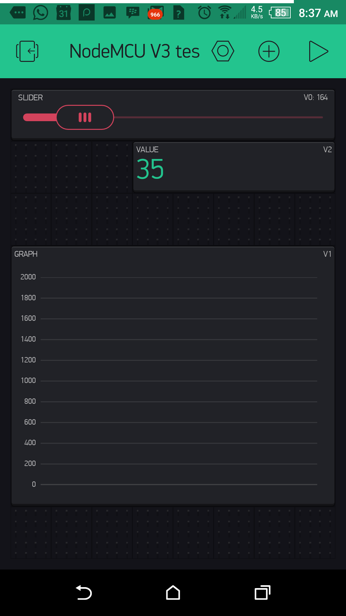 31
966
?
4.5
KB/s
85
8:37 AM
NodeMCU V3 tes
SLIDER V0: 164
VALUE V2
35
GRAPH V1
2000
1800
1600
1400
1200
1000
800
600
400
200
0